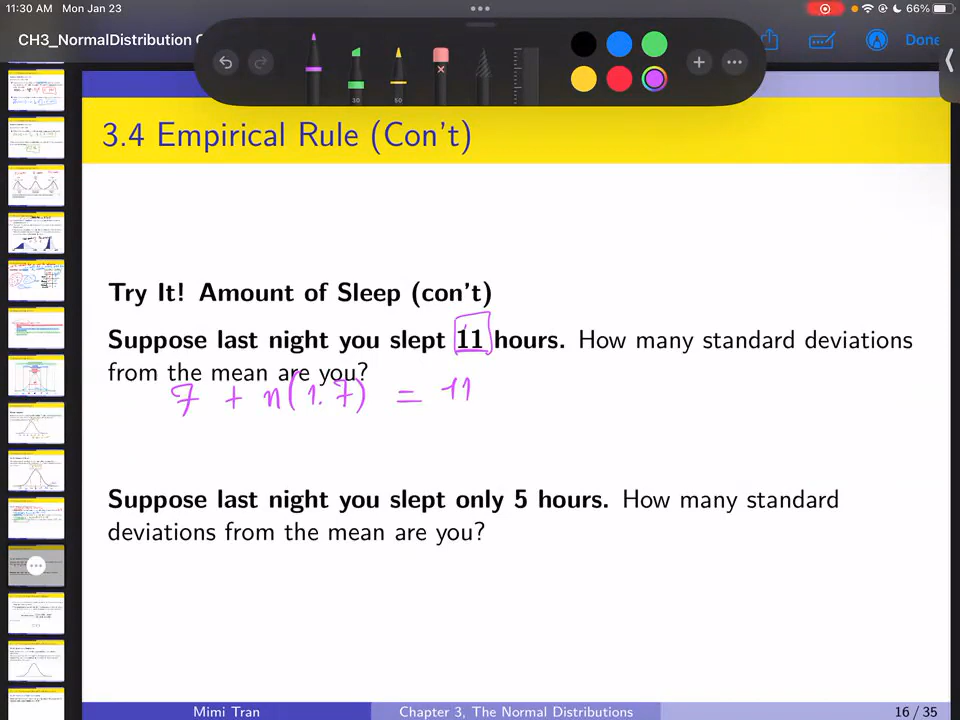 11:30 AM Mon Jan 23
66%
CH3_NormalDistribution
Done
30
50
3.4 Empirical Rule (Con't)
Try It! Amount of Sleep (con't)
Suppose last night you slept 11 hours. How many standard deviations
from the mean are you?
7 + n(1.7) = 11
Suppose last night you slept only 5 hours. How many standard
deviations from the mean are you?
Mimi Tran
Chapter 3, The Normal Distributions
16 / 35